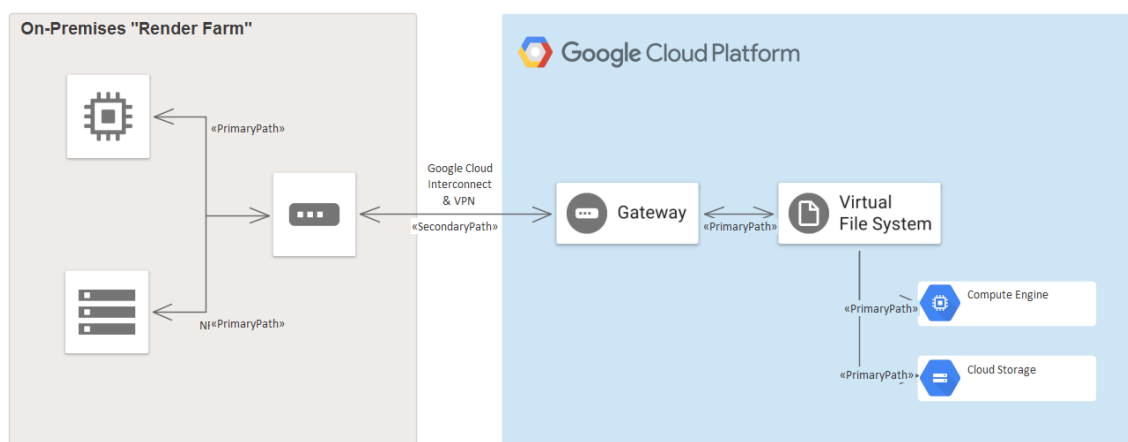 On-Premises "Render Farm"
Google Cloud Platform
«PrimaryPath»
Google Cloud
Interconnect
& VPN
«SecondaryPath»
Gateway
«PrimaryPath»
Virtual
File System
«PrimaryPath»
Compute Engine
«PrimaryPath»
«PrimaryPath»
Cloud Storage